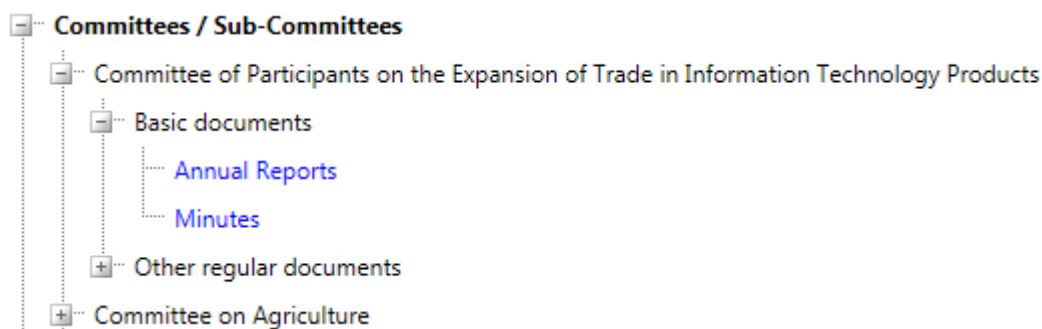 Committees / Sub-Committees
Committee of Participants on the Expansion of Trade in Information Technology Products
Basic documents
Annual Reports
Minutes
Other regular documents
Committee on Agriculture